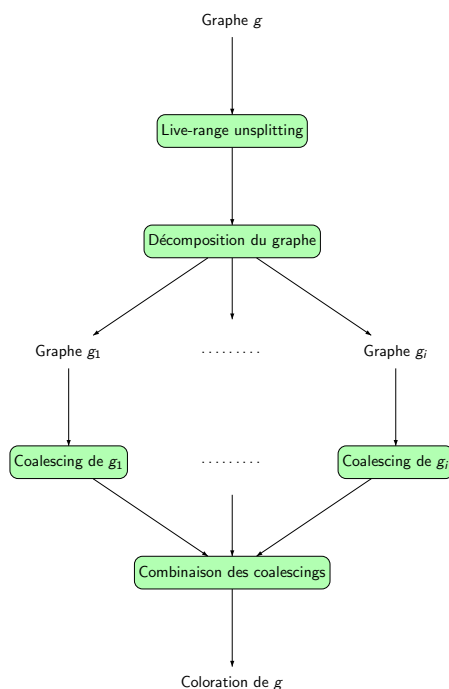 Graphe g
Live-range unsplitting
Décomposition du graphe
Graphe g₁ ......... Graphe gᵢ
Coalescing de g₁ ......... Coalescing de gᵢ
Combinaison des coalescings
Coloration de g